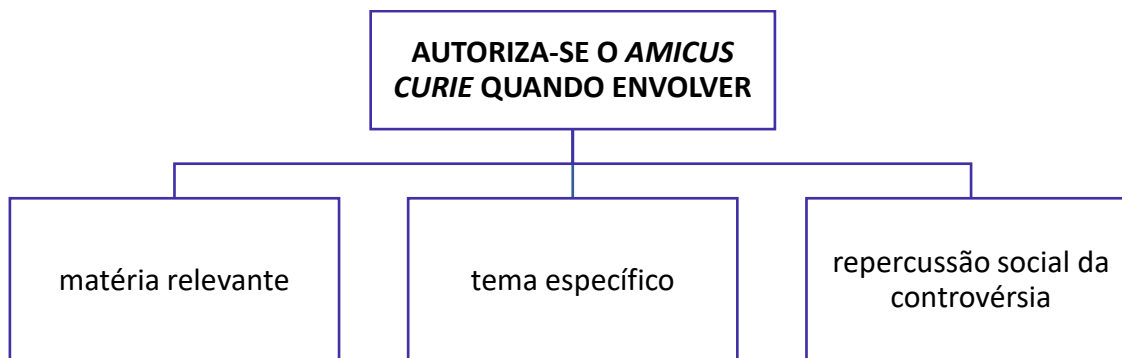 AUTORIZA-SE O AMICUS
CURIE QUANDO ENVOLVER
matéria relevante
tema específico
repercussão social da
controvérsia